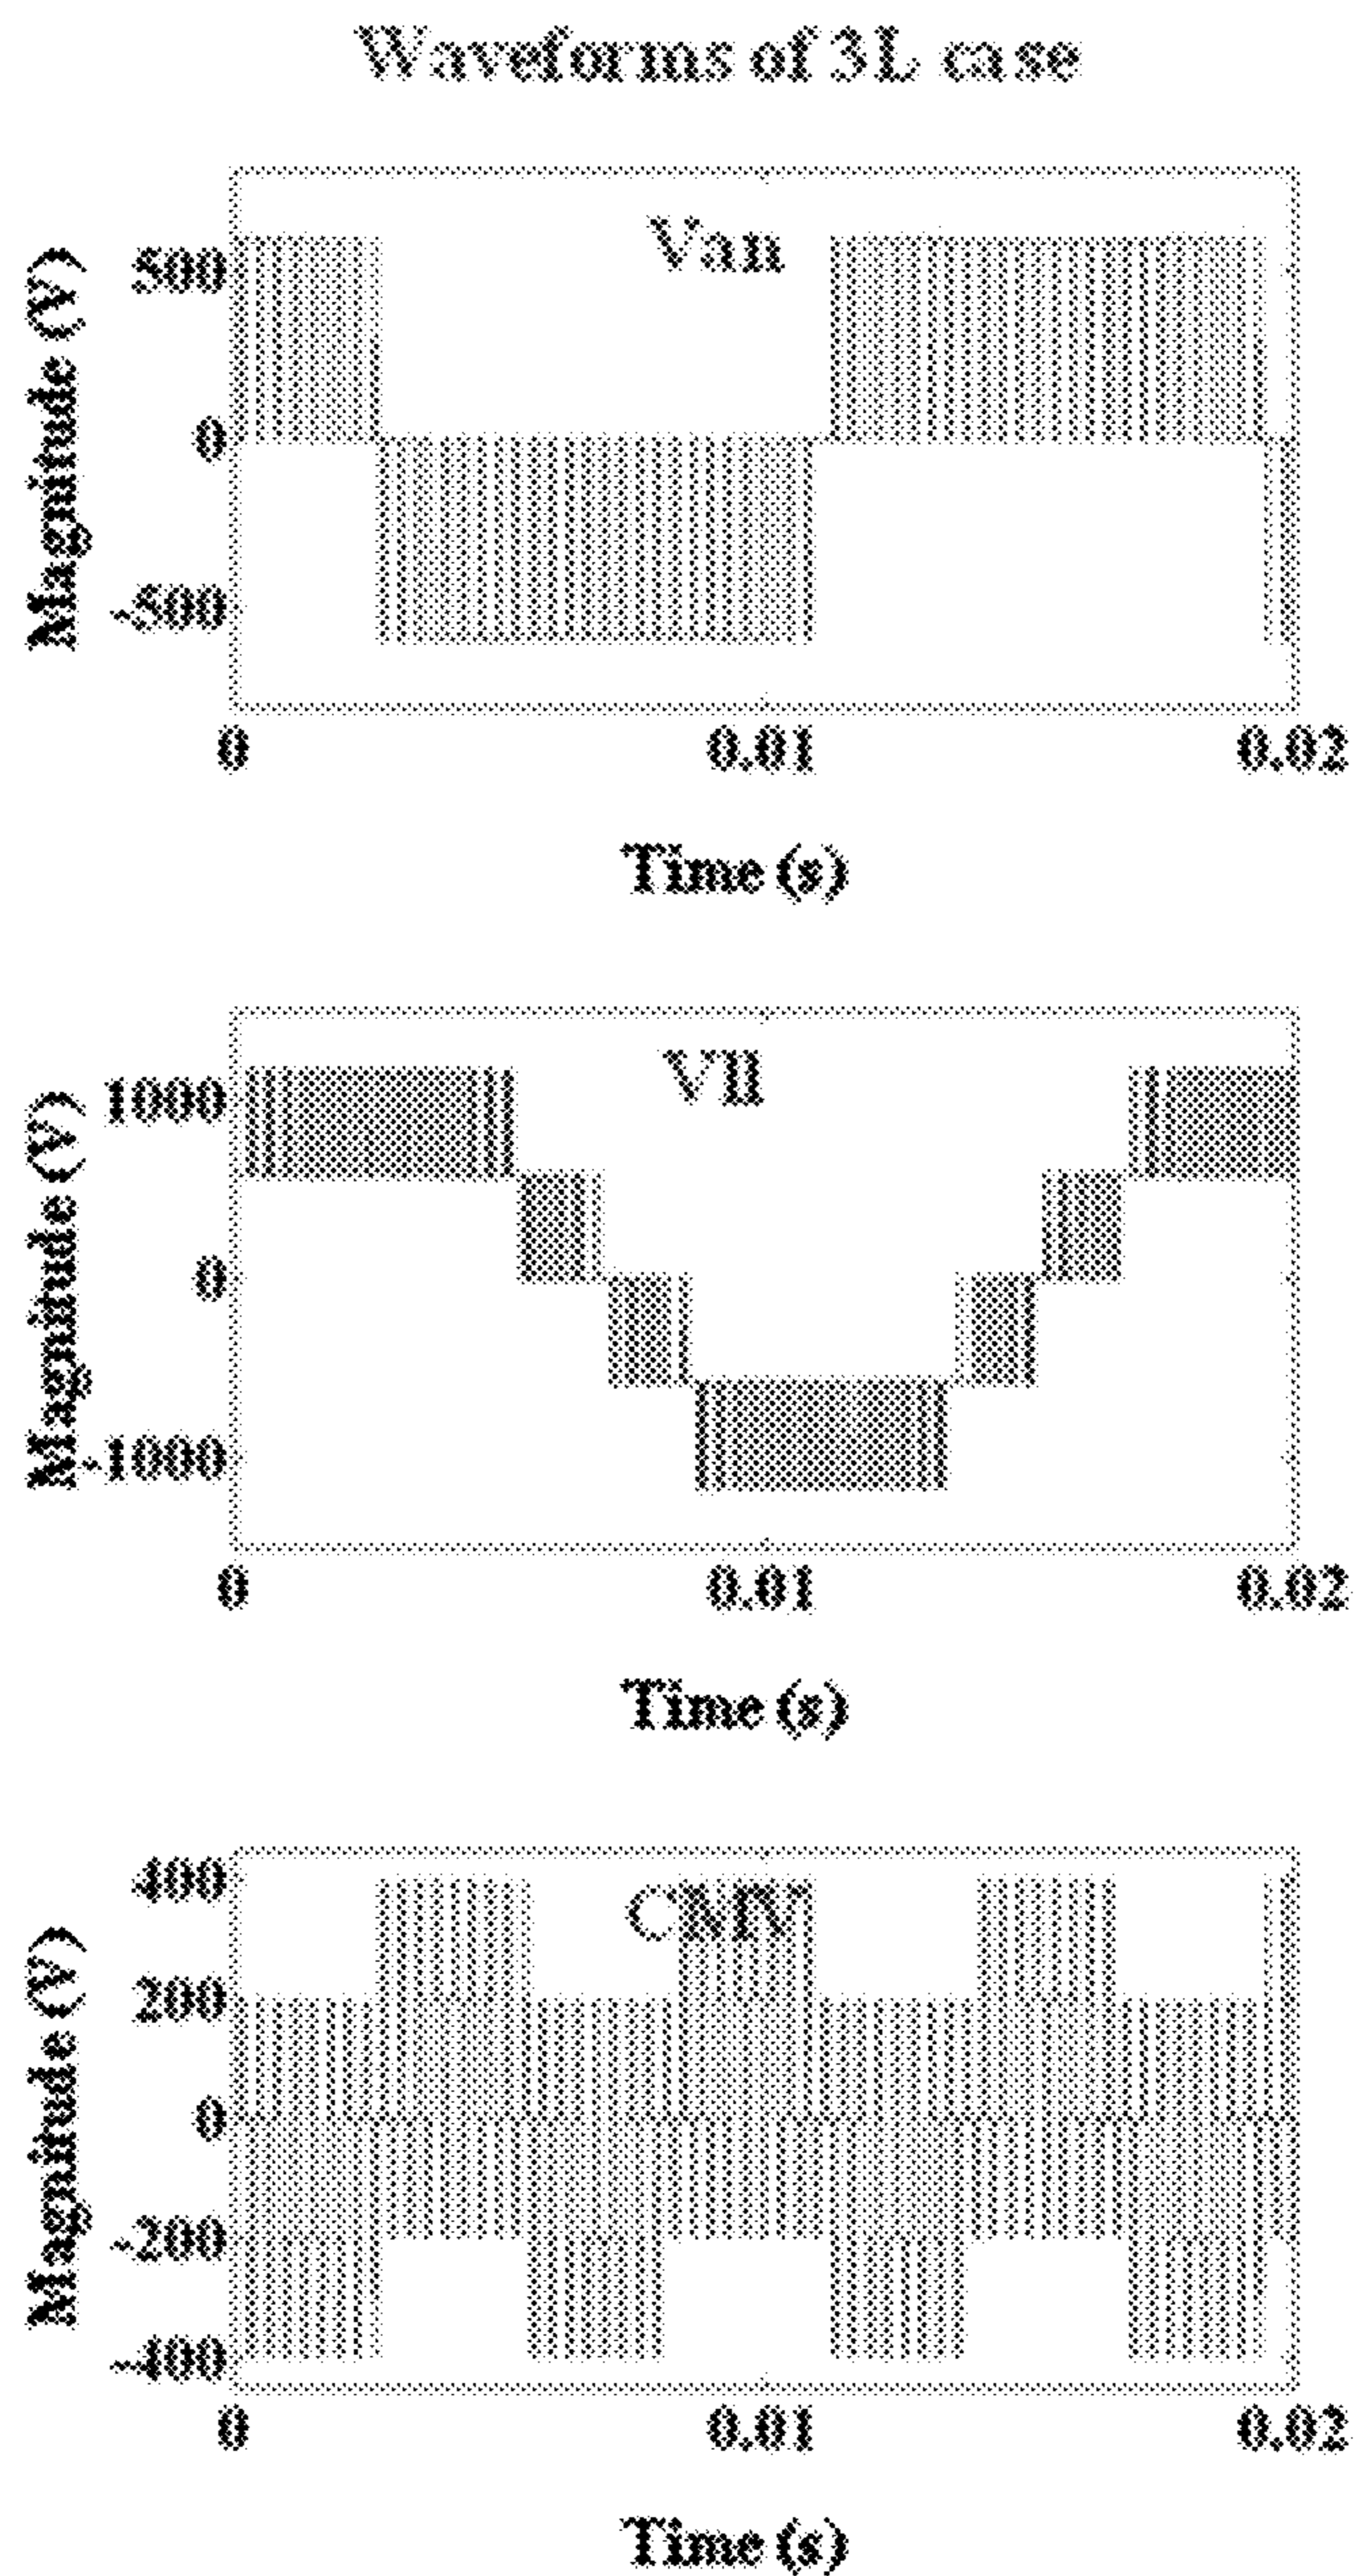 Waveforms of 3L case
Magnitude (V)
500
0
-500
Van
0 0.01 0.02
Time (s)
Magnitude (V)
1000
0
-1000
Vll
0 0.01 0.02
Time (s)
Magnitude (V)
400
200
0
-200
-400
CMV
0 0.01 0.02
Time (s)